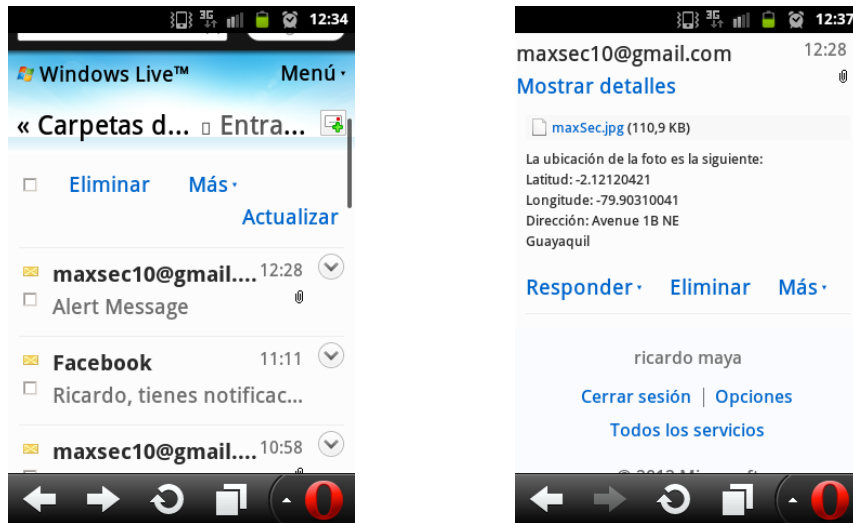 3G 12:34
Windows Live™ Menú
« Carpetas d... Entra...
Eliminar Más
Actualizar
maxsec10@gmail.... 12:28
Alert Message
Facebook 11:11
Ricardo, tienes notificac...
maxsec10@gmail.... 10:58
3G 12:37
maxsec10@gmail.com 12:28
Mostrar detalles
maxSec.jpg (110,9 KB)
La ubicación de la foto es la siguiente:
Latitud: -2.12120421
Longitude: -79.90310041
Dirección: Avenue 1B NE
Guayaquil
Responder Eliminar Más
ricardo maya
Cerrar sesión | Opciones
Todos los servicios